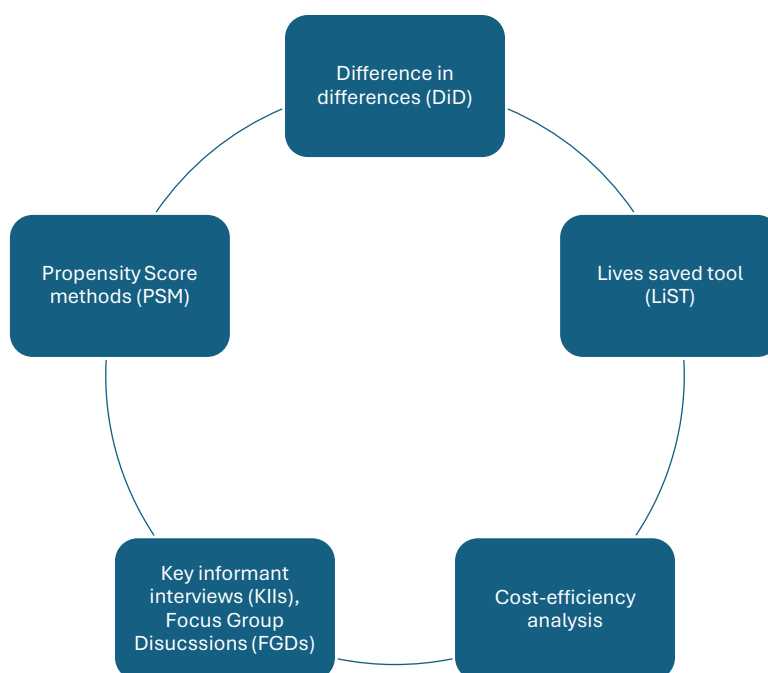 Difference in
differences (DiD)
Propensity Score
methods (PSM)
Lives saved tool
(LiST)
Key informant
interviews (KIIs),
Focus Group
Disucssions (FGDs)
Cost-efficiency
analysis